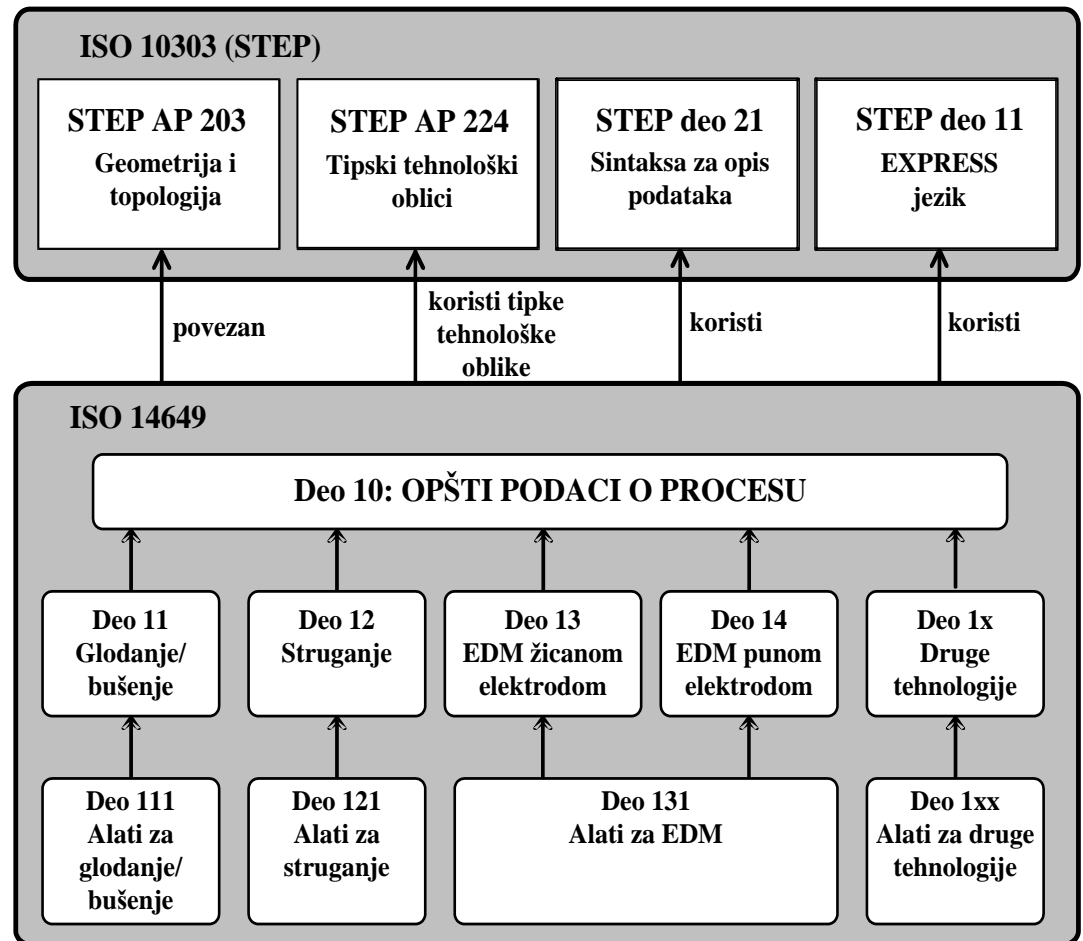 ISO 10303 (STEP)
STEP AP 203
Geometrija i
topologija
STEP AP 224
Tipski tehnološki
oblici
STEP deo 21
Sintaksa za opis
podataka
STEP deo 11
EXPRESS
jezik
povezan
koristi tipke
tehnološke
oblike
koristi
koristi
ISO 14649
Deo 10: OPŠTI PODACI O PROCESU
Deo 11
Glodanje/
bušenje
Deo 12
Struganje
Deo 13
EDM žicanom
elektrodom
Deo 14
EDM punom
elektrodom
Deo 1x
Druge
tehnologije
Deo 111
Alati za
glodanje/
bušenje
Deo 121
Alati za
struganje
Deo 131
Alati za EDM
Deo 1xx
Alati za druge
tehnologije